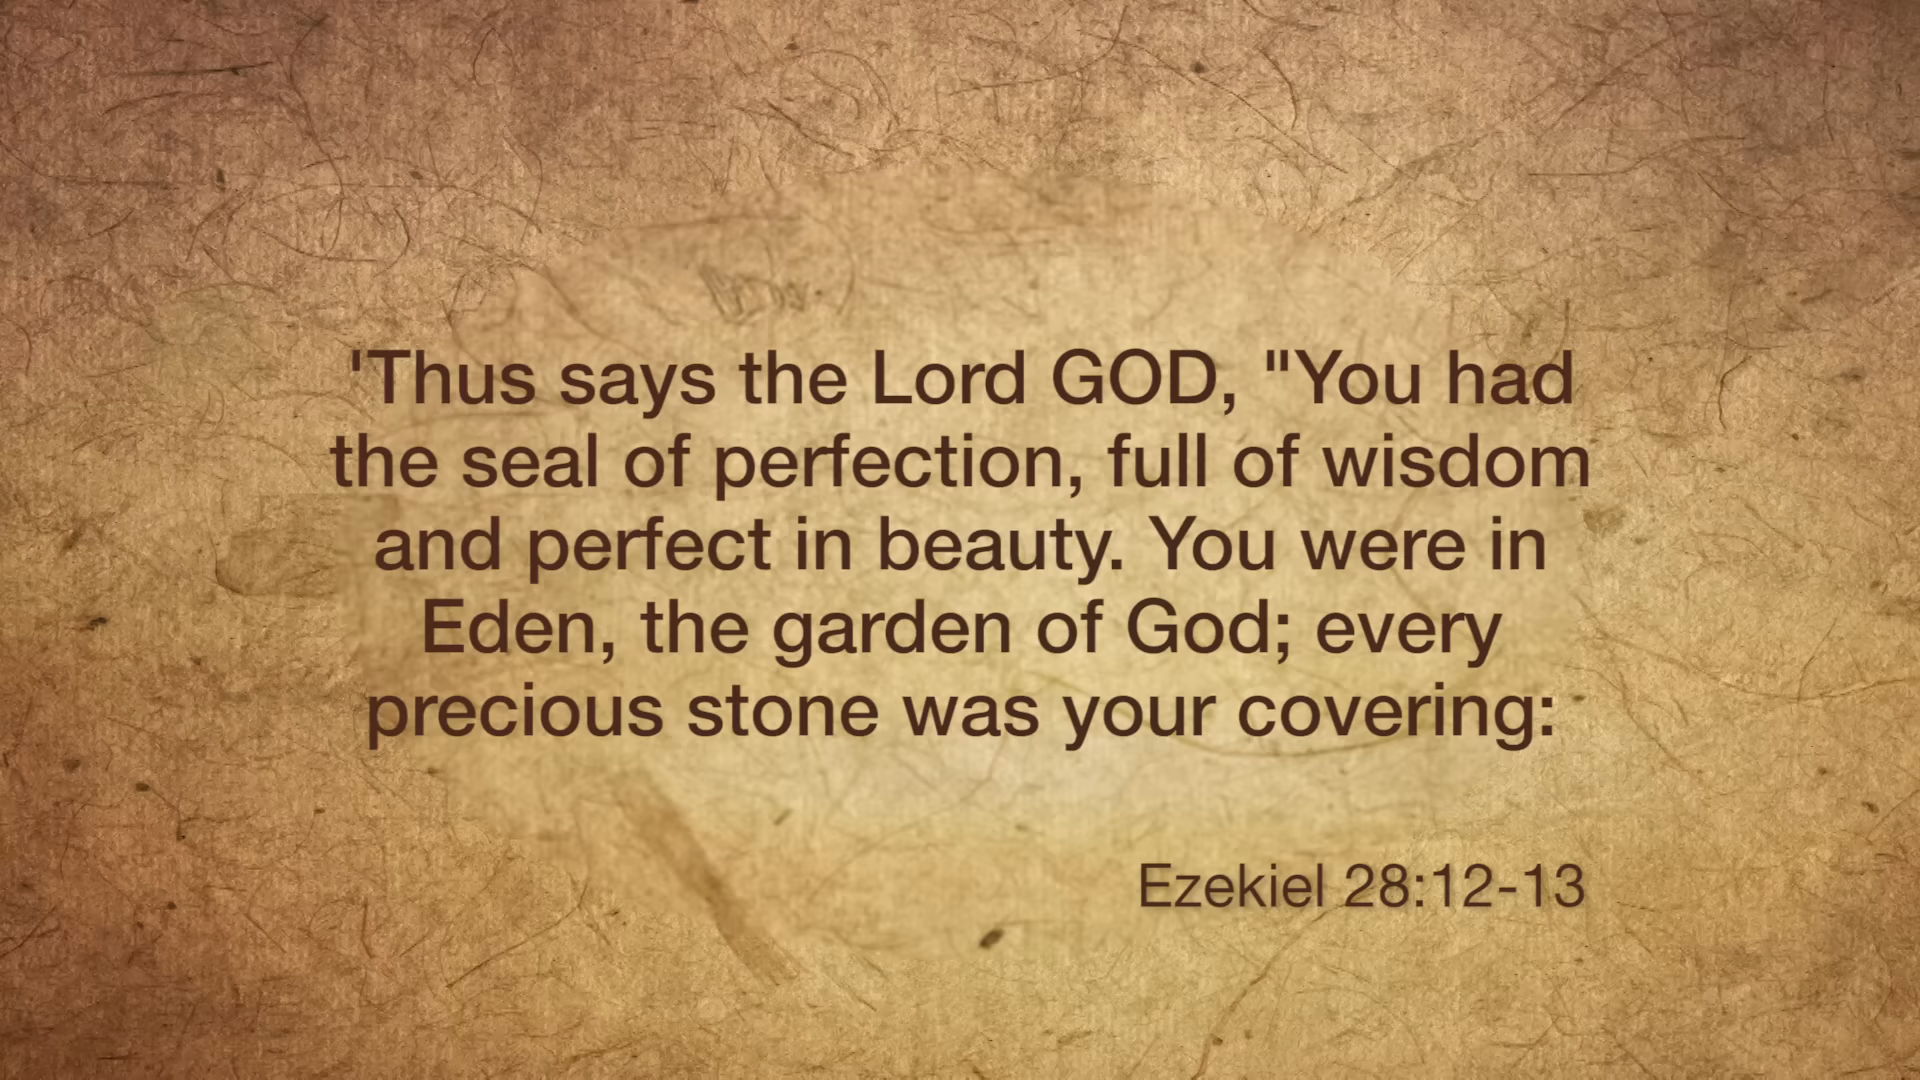 'Thus says the Lord GOD, "You had
the seal of perfection, full of wisdom
and perfect in beauty. You were in
Eden, the garden of God; every
precious stone was your covering:
Ezekiel 28:12-13